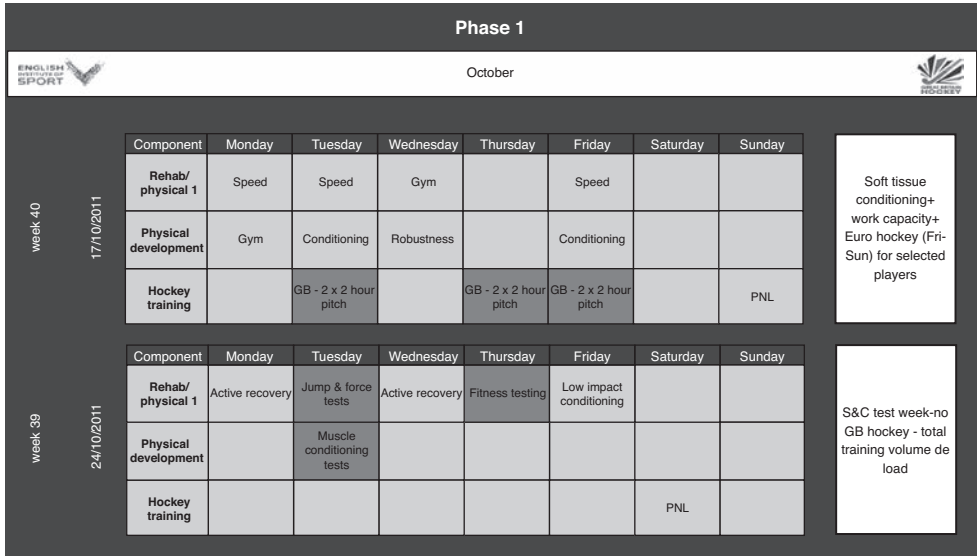 Phase 1
ENGLISH
INSTITUTE OF
SPORT
October
GREAT BRITAIN
HOCKEY
week 40
17/10/2011
Component Monday Tuesday Wednesday Thursday Friday Saturday Sunday
Rehab/
physical 1
Speed Speed Gym Speed
Physical
development
Gym Conditioning Robustness Conditioning
Hockey
training
GB - 2 x 2 hour
pitch
GB - 2 x 2 hour
pitch
GB - 2 x 2 hour
pitch
PNL
Soft tissue
conditioning+
work capacity+
Euro hockey (Fri-
Sun) for selected
players
week 39
24/10/2011
Component Monday Tuesday Wednesday Thursday Friday Saturday Sunday
Rehab/
physical 1
Active recovery
Jump & force
tests
Active recovery
Fitness testing
Low impact
conditioning
Physical
development
Muscle
conditioning
tests
Hockey
training
PNL
S&C test week-no
GB hockey - total
training volume de
load